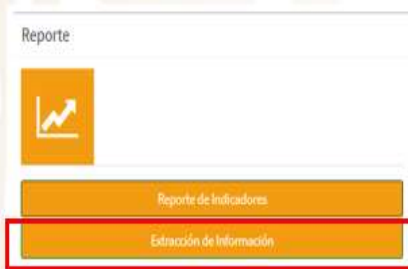 Reporte
Reporte de Indicadores
Extracción de Información